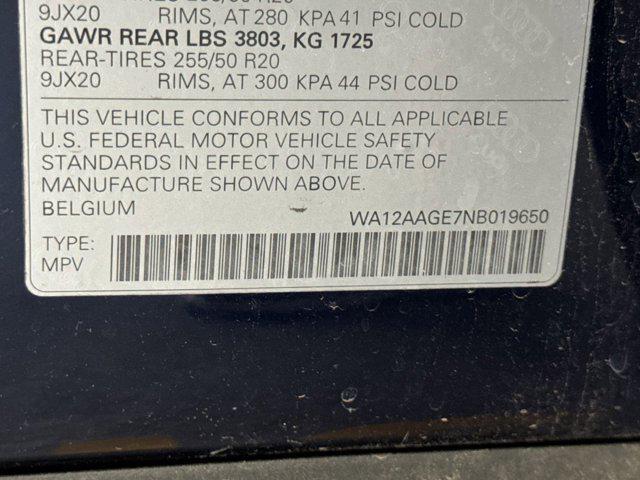 9JX20 RIMS, AT 280 KPA 41 PSI COLD
GAWR REAR LBS 3803, KG 1725
REAR-TIRES 255/50 R20
9JX20 RIMS, AT 300 KPA 44 PSI COLD
THIS VEHICLE CONFORMS TO ALL APPLICABLE
U.S. FEDERAL MOTOR VEHICLE SAFETY
STANDARDS IN EFFECT ON THE DATE OF
MANUFACTURE SHOWN ABOVE.
BELGIUM WA12AAGE7NB019650
TYPE:
MPV